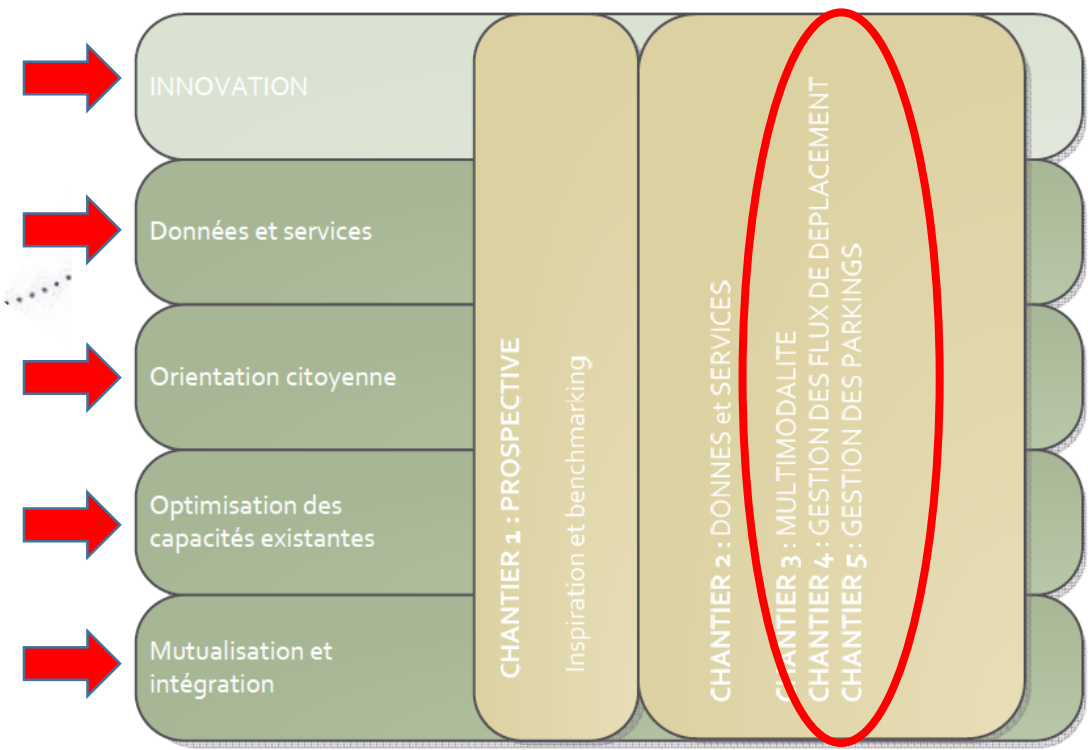 INNOVATION
Données et services
Orientation citoyenne
Optimisation des
capacités existantes
Mutualisation et
intégration
CHANTIER 1 : PROSPECTIVE
Inspiration et benchmarking
CHANTIER 2 : DONNES et SERVICES
CHANTIER 3 : MULTIMODALITE
CHANTIER 4 : GESTION DES FLUX DE DEPLACEMENT
CHANTIER 5 : GESTION DES PARKINGS